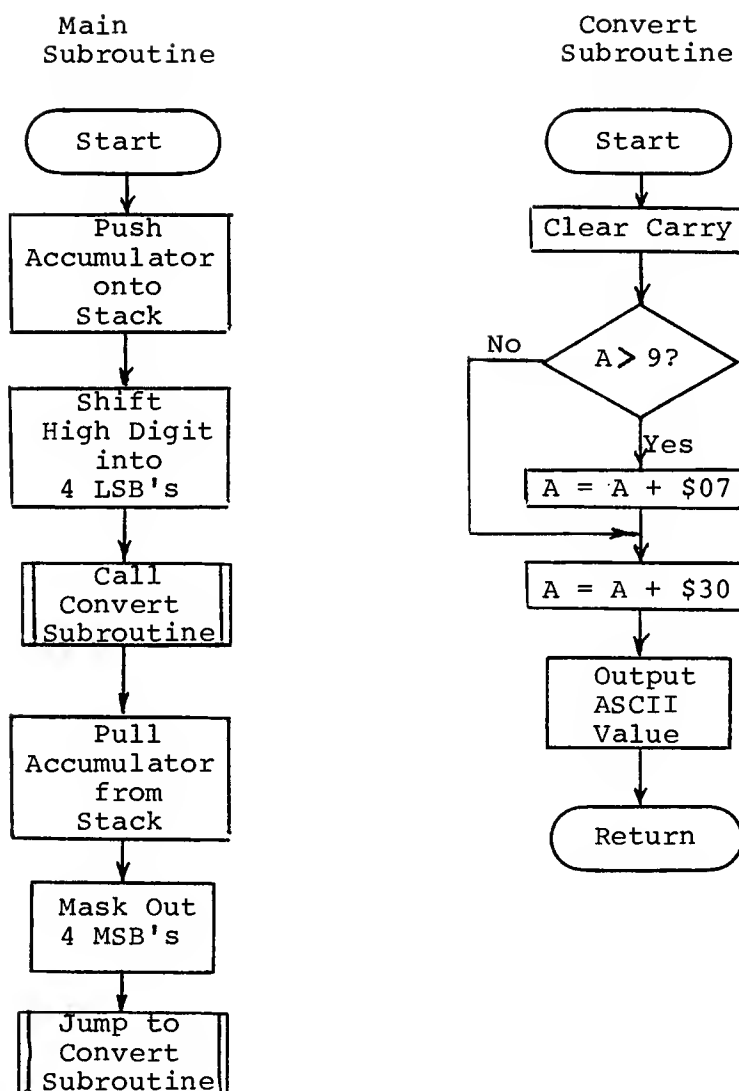 Main
Subroutine
Start
Push
Accumulator
onto
Stack
Shift
High Digit
into
4 LSB's
Call
Convert
Subroutine
Pull
Accumulator
from
Stack
Mask Out
4 MSB's
Jump to
Convert
Subroutine
Convert
Subroutine
Start
Clear Carry
No
A > 9?
Yes
A = A + $07
A = A + $30
Output
ASCII
Value
Return